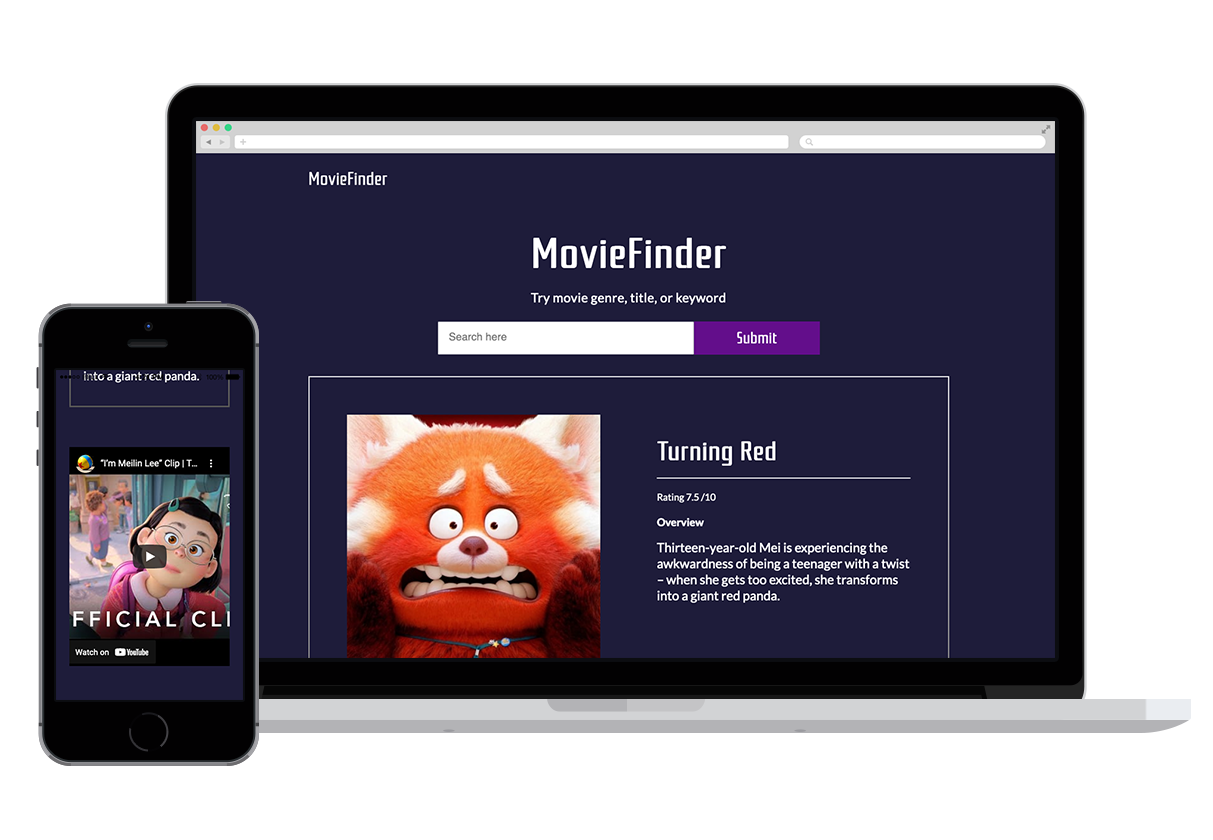 MovieFinder
MovieFinder
Try movie genre, title, or keyword
Search here
Submit
Turning Red
Rating 7.5 /10
Overview
Thirteen-year-old Mei is experiencing the
awkwardness of being a teenager with a twist
– when she gets too excited, she transforms
into a giant red panda.
into a giant red panda.
100%
“I’m Meilin Lee” Clip | T...
FFICIAL CLI
Watch on YouTube